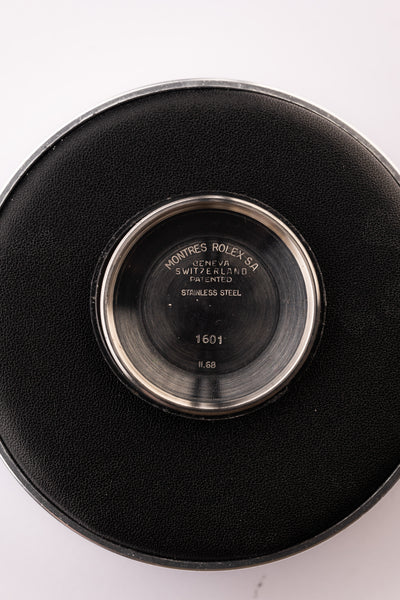 MONTRES ROLEX S.A
GENEVA
SWITZERLAND
PATENTED
STAINLESS STEEL
1601
II.68